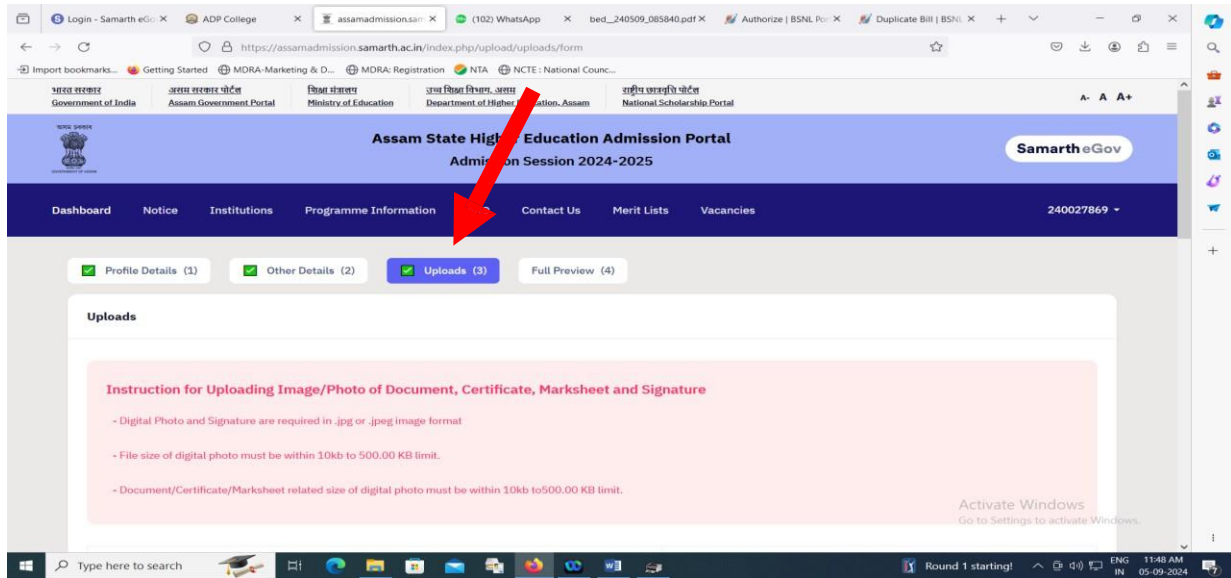 Login - Samarth eGo
ADP College
assamadmission.sam
(102) WhatsApp
bed__240509_085840.pdf
Authorize | BSNL Por
Duplicate Bill | BSNL
https://assamadmission.samarth.ac.in/index.php/upload/uploads/form
Import bookmarks...
Getting Started
MDRA-Marketing & D...
MDRA: Registration
NTA
NCTE : National Counc...
भारत सरकार
असम सरकार पोर्टल
शिक्षा मंत्रालय
उच्च शिक्षा विभाग, असम
राष्ट्रीय छात्रवृत्ति पोर्टल
Government of India
Assam Government Portal
Ministry of Education
Department of Higher Education, Assam
National Scholarship Portal
A- A A+
Assam State Higher Education Admission Portal
Admission Session 2024-2025
Samarth eGov
Dashboard
Notice
Institutions
Programme Information
Contact Us
Merit Lists
Vacancies
240027869
Profile Details (1)
Other Details (2)
Uploads (3)
Full Preview (4)
Uploads
Instruction for Uploading Image/Photo of Document, Certificate, Marksheet and Signature
- Digital Photo and Signature are required in .jpg or .jpeg image format
- File size of digital photo must be within 10kb to 500.00 KB limit.
- Document/Certificate/Marksheet related size of digital photo must be within 10kb to500.00 KB limit.
Activate Windows
Go to Settings to activate Windows.
Type here to search
Round 1 starting!
ENG
IN
11:48 AM
05-09-2024